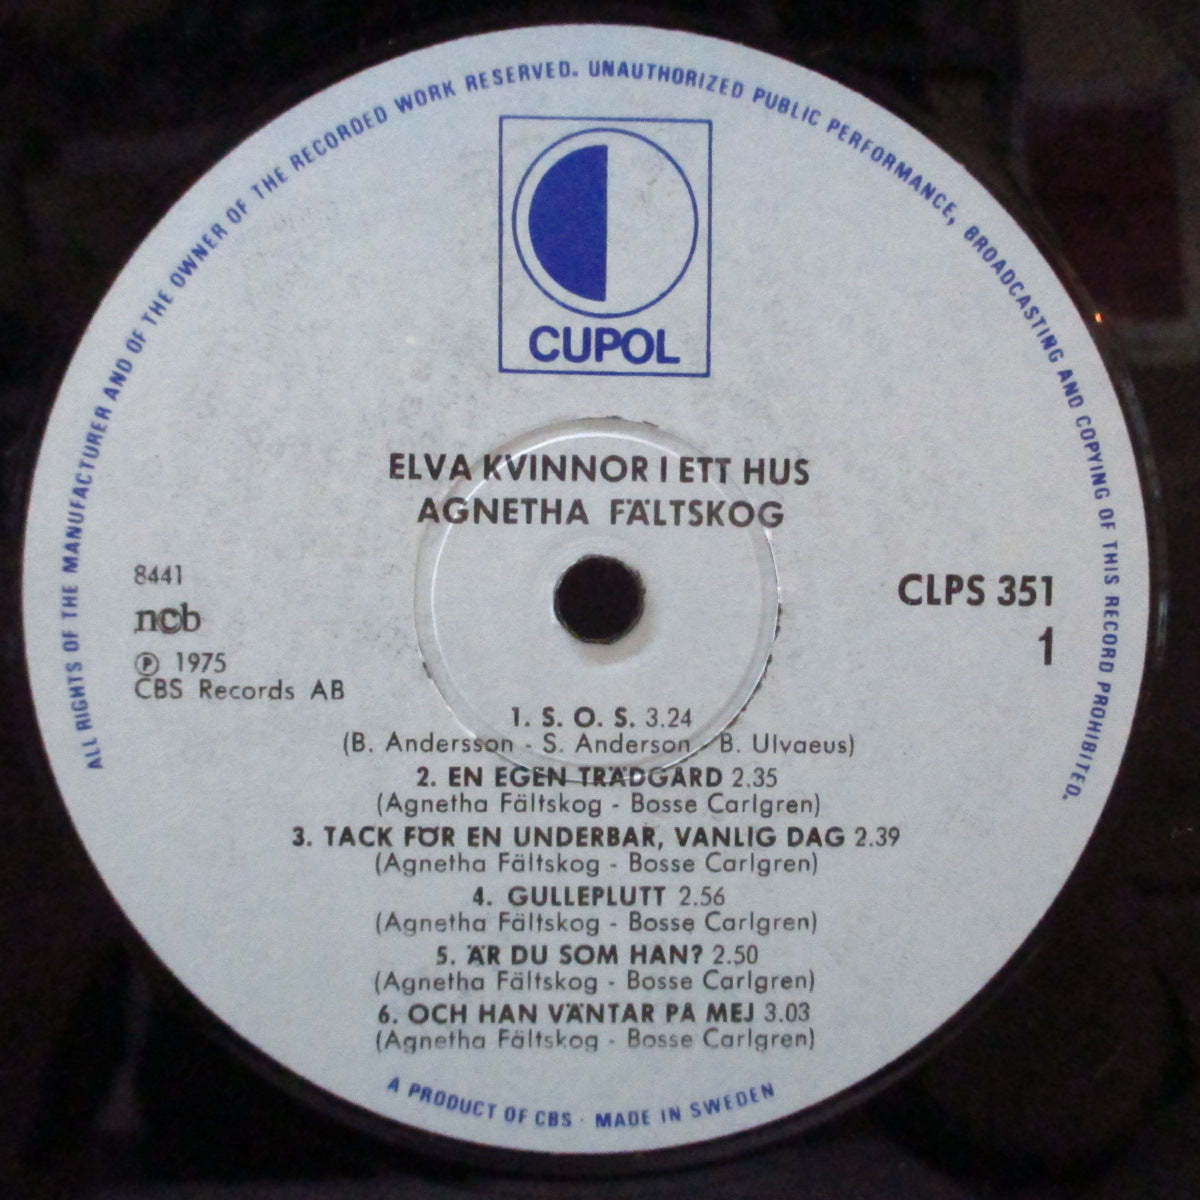 ALL RIGHTS OF THE MANUFACTURER AND OF THE OWNER OF THE RECORDED WORK RESERVED. UNAUTHORIZED PUBLIC PERFORMANCE, BROADCASTING AND COPYING OF THIS RECORD PROHIBITED.
CUPOL
ELVA KVINNOR I ETT HUS
AGNETHA FÄLTSKOG
8441
ncb
℗ 1975
CBS Records AB
CLPS 351
1
1. S. O. S. 3.24
(B. Andersson - S. Anderson - B. Ulvaeus)
2. EN EGEN TRÄDGÅRD 2.35
(Agnetha Fältskog - Bosse Carlgren)
3. TACK FÖR EN UNDERBAR, VANLIG DAG 2.39
(Agnetha Fältskog - Bosse Carlgren)
4. GULLEPLUTT 2.56
(Agnetha Fältskog - Bosse Carlgren)
5. ÄR DU SOM HAN? 2.50
(Agnetha Fältskog - Bosse Carlgren)
6. OCH HAN VÄNTAR PÅ MEJ 3.03
(Agnetha Fältskog - Bosse Carlgren)
A PRODUCT OF CBS · MADE IN SWEDEN